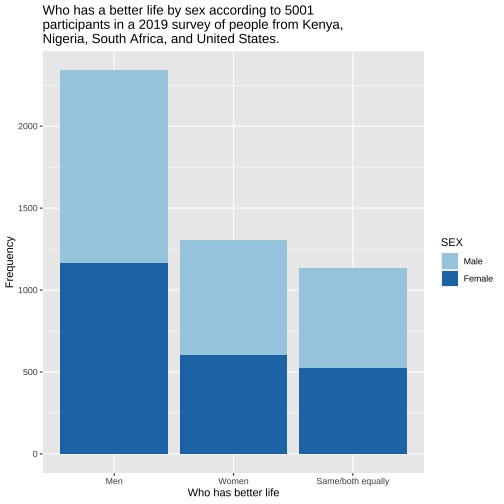 Who has a better life by sex according to 5001
participants in a 2019 survey of people from Kenya,
Nigeria, South Africa, and United States.
2000
1500
1000
500
0
Frequency
Men
Women
Same/both equally
Who has better life
SEX
Male
Female